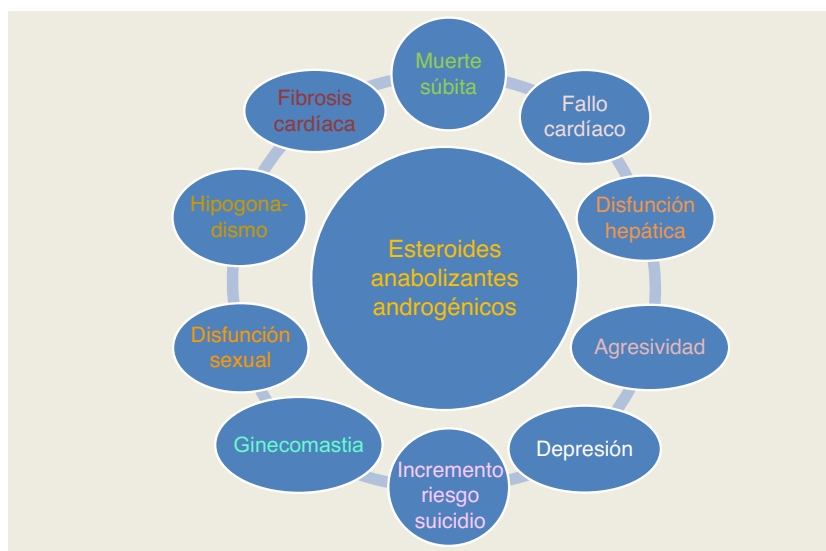 Muerte
súbita
Fallo
cardíaco
Disfunción
hepática
Agresividad
Depresión
Incremento
riesgo
suicidio
Ginecomastia
Disfunción
sexual
Hipogona-
dismo
Fibrosis
cardíaca
Esteroides
anabolizantes
androgénicos